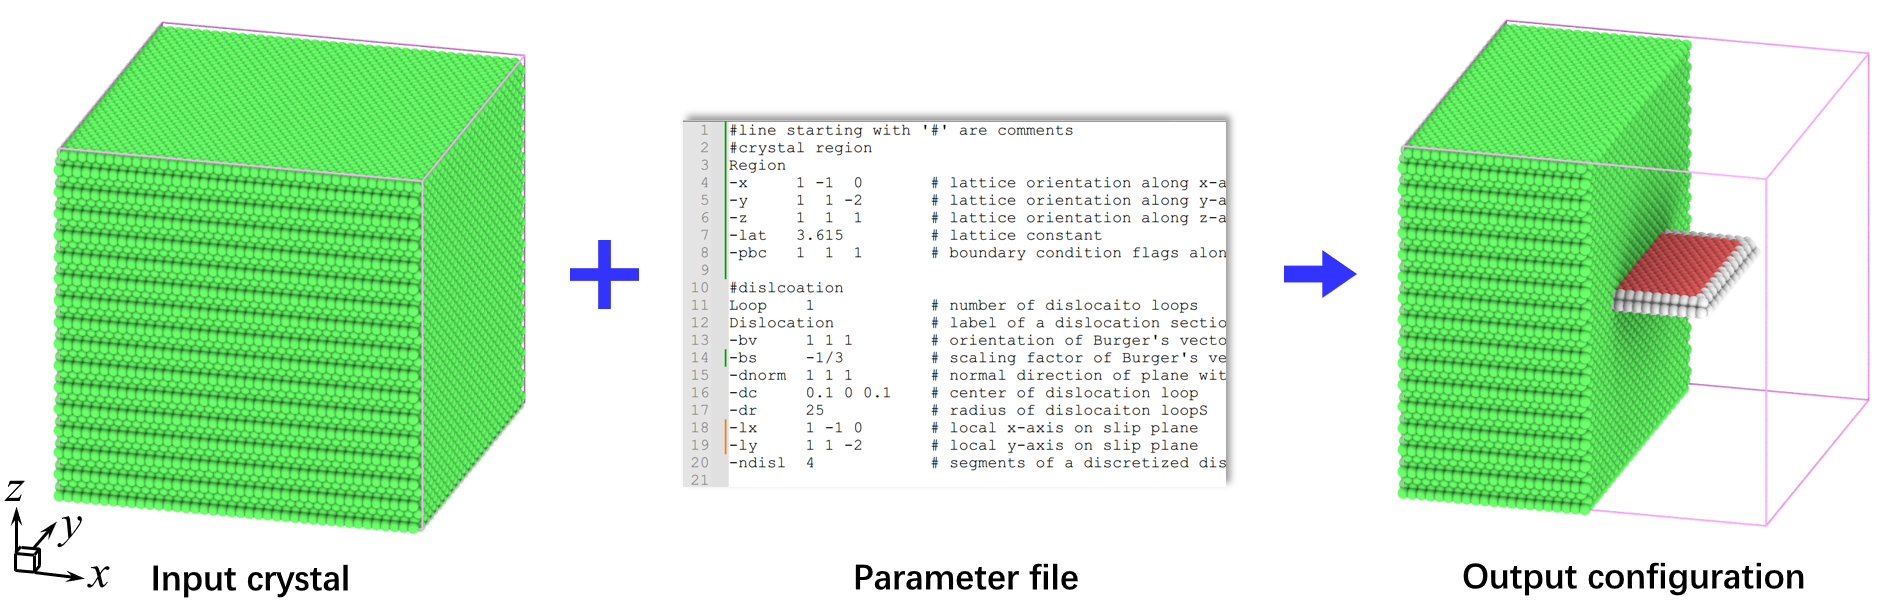 1 #line starting with '#' are comments
2 #crystal region
3 Region
4 -x 1 -1 0 # lattice orientation along x-a
5 -y 1 1 -2 # lattice orientation along y-a
6 -z 1 1 1 # lattice orientation along z-a
7 -lat 3.615 # lattice constant
8 -pbc 1 1 1 # boundary condition flags alon
9
10 #dislcoation
11 Loop 1 # number of dislocaito loops
12 Dislocation # label of a dislocation sectio
13 -bv 1 1 1 # orientation of Burger's vecto
14 -bs -1/3 # scaling factor of Burger's ve
15 -dnorm 1 1 1 # normal direction of plane wit
16 -dc 0.1 0 0.1 # center of dislocation loop
17 -dr 25 # radius of dislocaiton loopS
18 -lx 1 -1 0 # local x-axis on slip plane
19 -ly 1 1 -2 # local y-axis on slip plane
20 -ndisl 4 # segments of a discretized dis
21
z
y
x
Input crystal
Parameter file
Output configuration